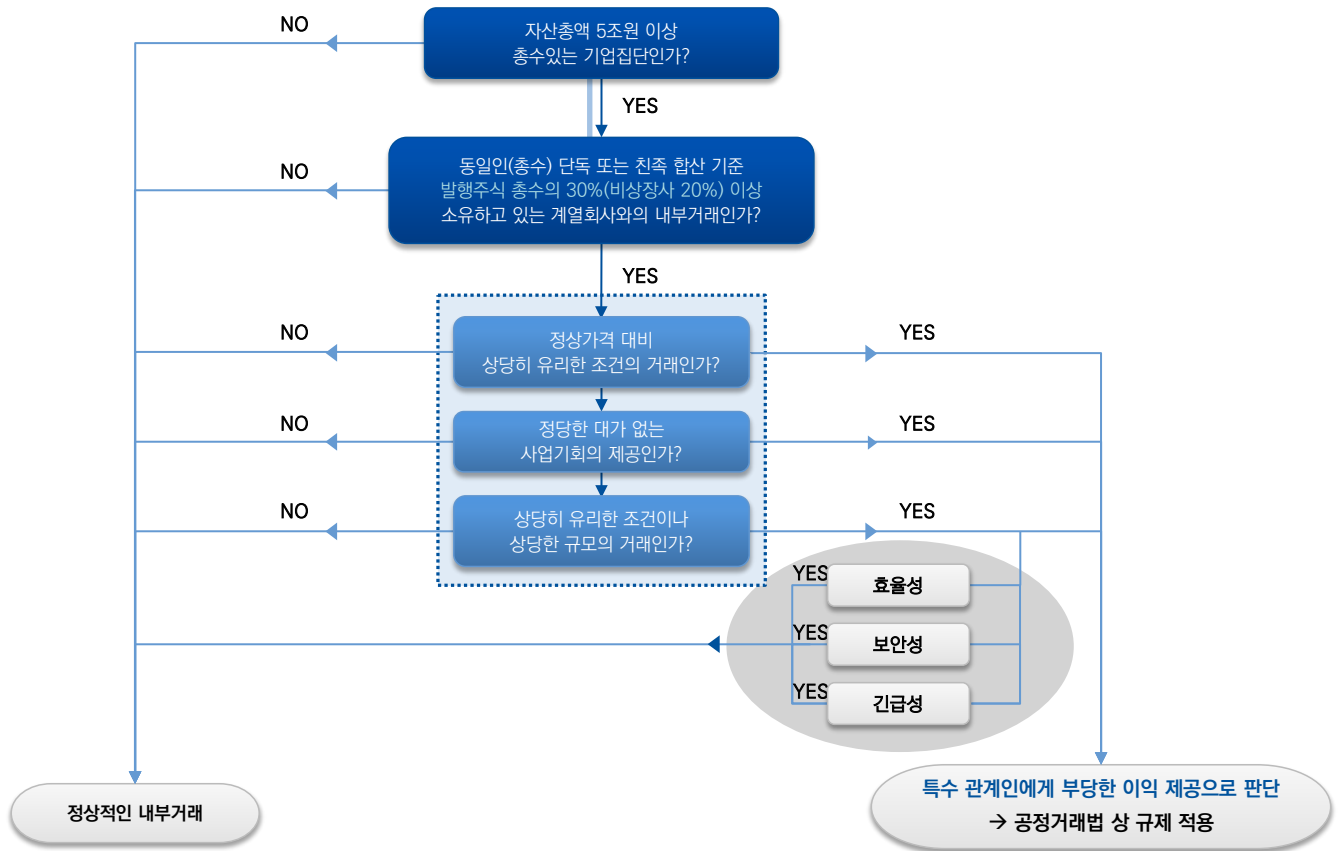 자산총액 5조원 이상
총수있는 기업집단인가?
NO
YES
동일인(총수) 단독 또는 친족 합산 기준
발행주식 총수의 30%(비상장사 20%) 이상
소유하고 있는 계열회사와의 내부거래인가?
NO
YES
정상가격 대비
상당히 유리한 조건의 거래인가?
NO
YES
정당한 대가 없는
사업기회의 제공인가?
NO
YES
상당히 유리한 조건이나
상당한 규모의 거래인가?
NO
YES
YES
효율성
YES
보안성
YES
긴급성
정상적인 내부거래
특수 관계인에게 부당한 이익 제공으로 판단
→ 공정거래법 상 규제 적용